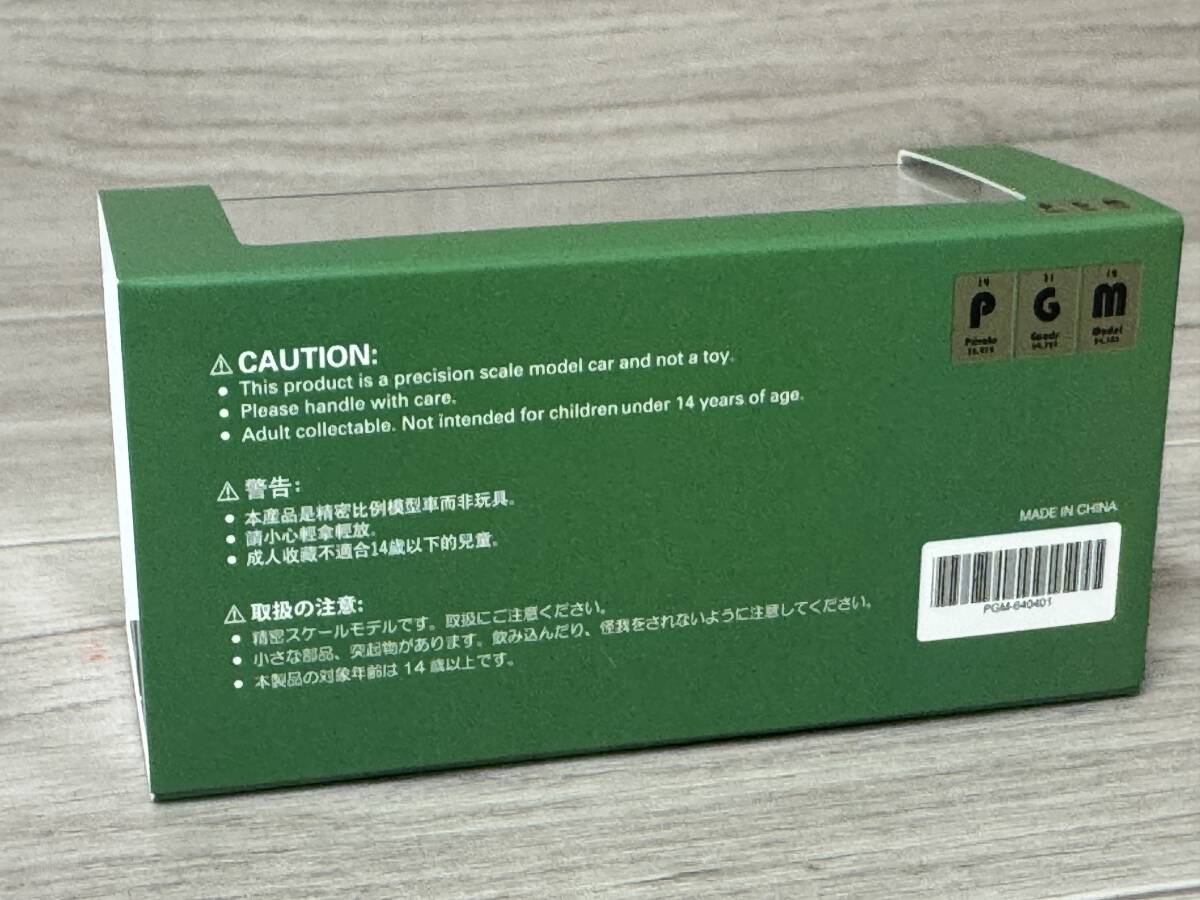 P G M
Private Goods Model
⚠ CAUTION:
• This product is a precision scale model car and not a toy.
• Please handle with care.
• Adult collectable. Not intended for children under 14 years of age.
⚠ 警告:
• 本產品是精密比例模型車而非玩具。
• 請小心輕拿輕放。
• 成人收藏不適合14歲以下的兒童。
⚠ 取扱の注意:
• 精密スケールモデルです。取扱にご注意ください。
• 小さな部品、突起物があります。飲み込んだり、怪我をされないように注意してください。
• 本製品の対象年齢は 14 歳以上です。
MADE IN CHINA
PGM-640401